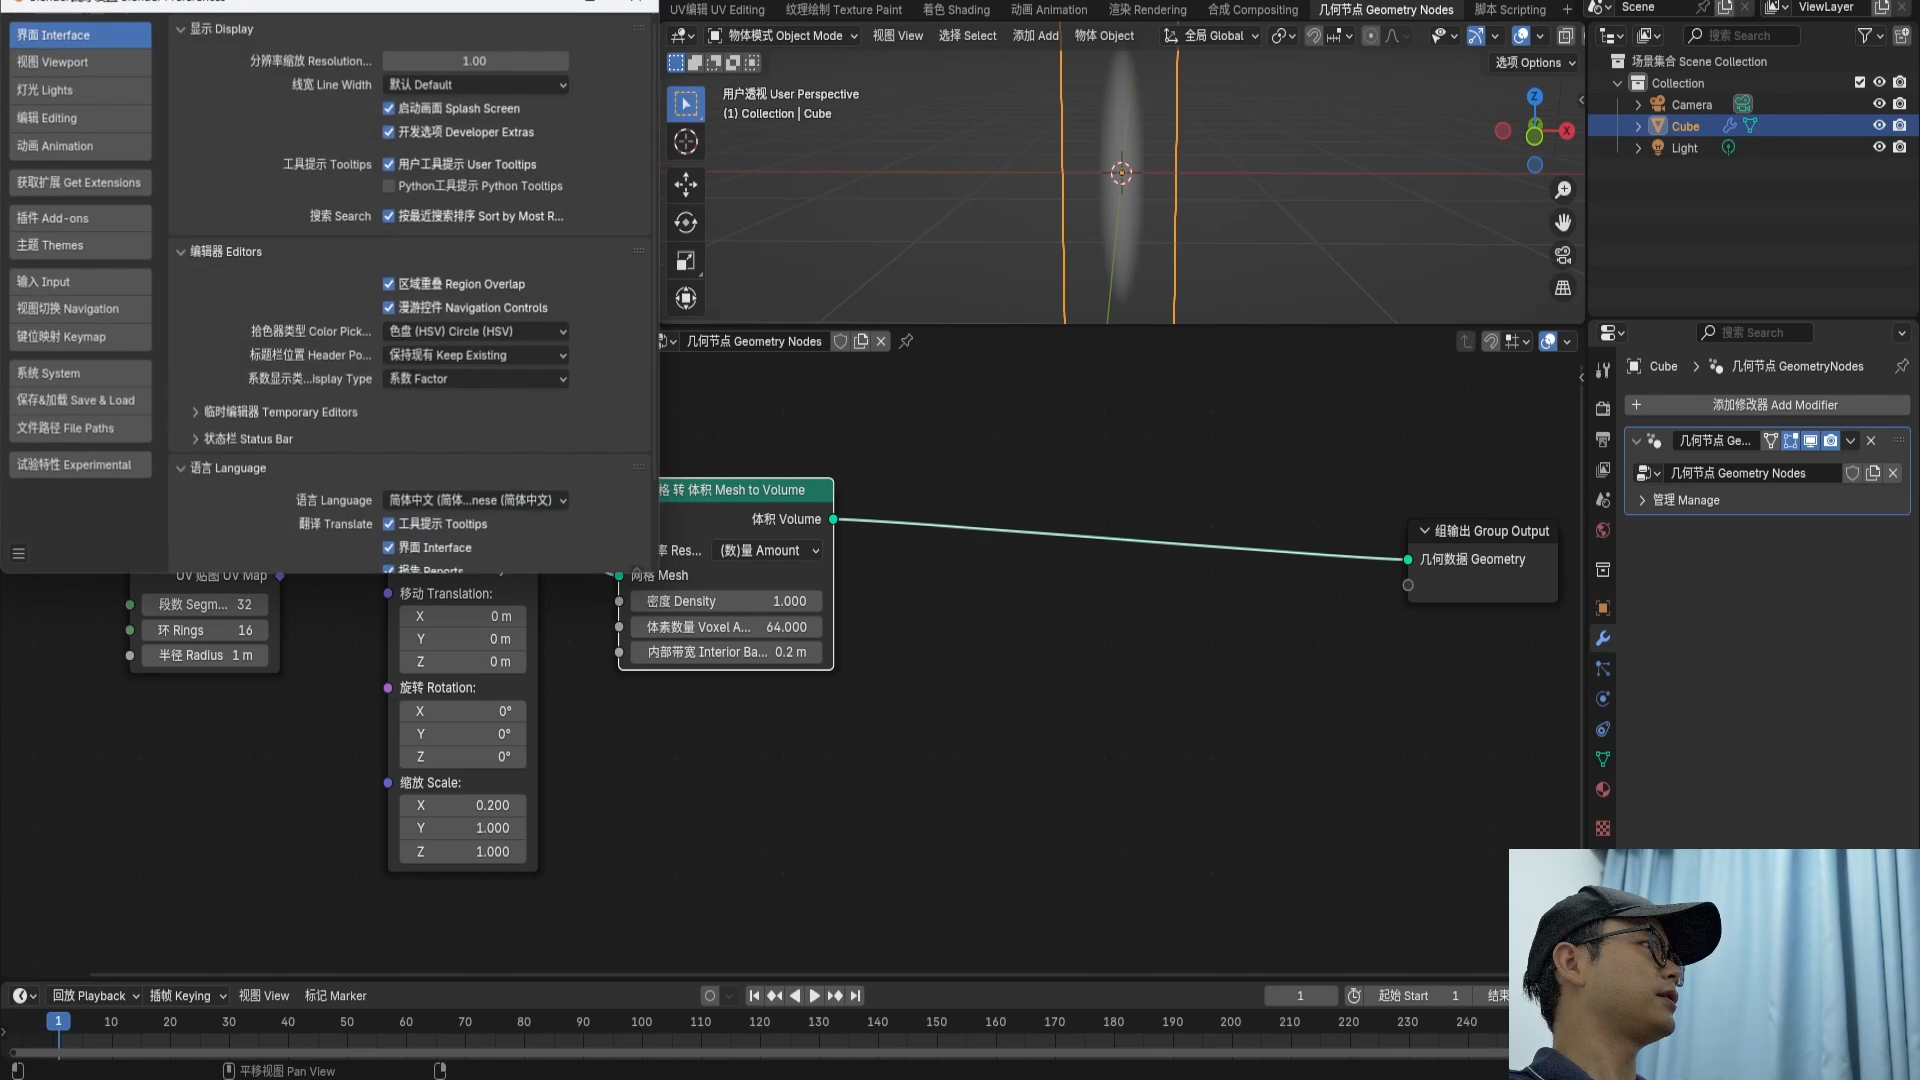 界面 Interface
视图 Viewport
灯光 Lights
编辑 Editing
动画 Animation
获取扩展 Get Extensions
插件 Add-ons
主题 Themes
输入 Input
视图切换 Navigation
键位映射 Keymap
系统 System
保存&加载 Save & Load
文件路径 File Paths
试验特性 Experimental
显示 Display
分辨率缩放 Resolution... 1.00
线宽 Line Width 默认 Default
启动画面 Splash Screen
开发选项 Developer Extras
工具提示 Tooltips 用户工具提示 User Tooltips
Python工具提示 Python Tooltips
搜索 Search 按最近搜索排序 Sort by Most R...
编辑器 Editors
区域重叠 Region Overlap
漫游控件 Navigation Controls
拾色器类型 Color Pick... 色盘 (HSV) Circle (HSV)
标题栏位置 Header Po... 保持现有 Keep Existing
系数显示类...isplay Type 系数 Factor
临时编辑器 Temporary Editors
状态栏 Status Bar
语言 Language
语言 Language 简体中文 (简体...nese (简体中文)
翻译 Translate 工具提示 Tooltips
界面 Interface
报告 Reports
UV编辑 UV Editing 纹理绘制 Texture Paint 着色 Shading 动画 Animation 渲染 Rendering 合成 Compositing 几何节点 Geometry Nodes 脚本 Scripting +
Scene ViewLayer
物体模式 Object Mode 视图 View 选择 Select 添加 Add 物体 Object 全局 Global
选项 Options
用户透视 User Perspective
(1) Collection | Cube
Z
X
搜索 Search
场景集合 Scene Collection
Collection
Camera
Cube
Light
几何节点 Geometry Nodes
格 转 体积 Mesh to Volume
体积 Volume
率 Res... (数)量 Amount
网格 Mesh
密度 Density 1.000
体素数量 Voxel A... 64.000
内部带宽 Interior Ba... 0.2 m
组输出 Group Output
几何数据 Geometry
UV 贴图 UV Map
段数 Segm... 32
环 Rings 16
半径 Radius 1 m
移动 Translation:
X 0 m
Y 0 m
Z 0 m
旋转 Rotation:
X 0°
Y 0°
Z 0°
缩放 Scale:
X 0.200
Y 1.000
Z 1.000
搜索 Search
Cube 几何节点 GeometryNodes
添加修改器 Add Modifier
几何节点 Ge...
几何节点 Geometry Nodes
管理 Manage
回放 Playback 插帧 Keying 视图 View 标记 Marker
1 起始 Start 1 结束
1 10 20 30 40 50 60 70 80 90 100 110 120 130 140 150 160 170 180 190 200 210 220 230 240
平移视图 Pan View